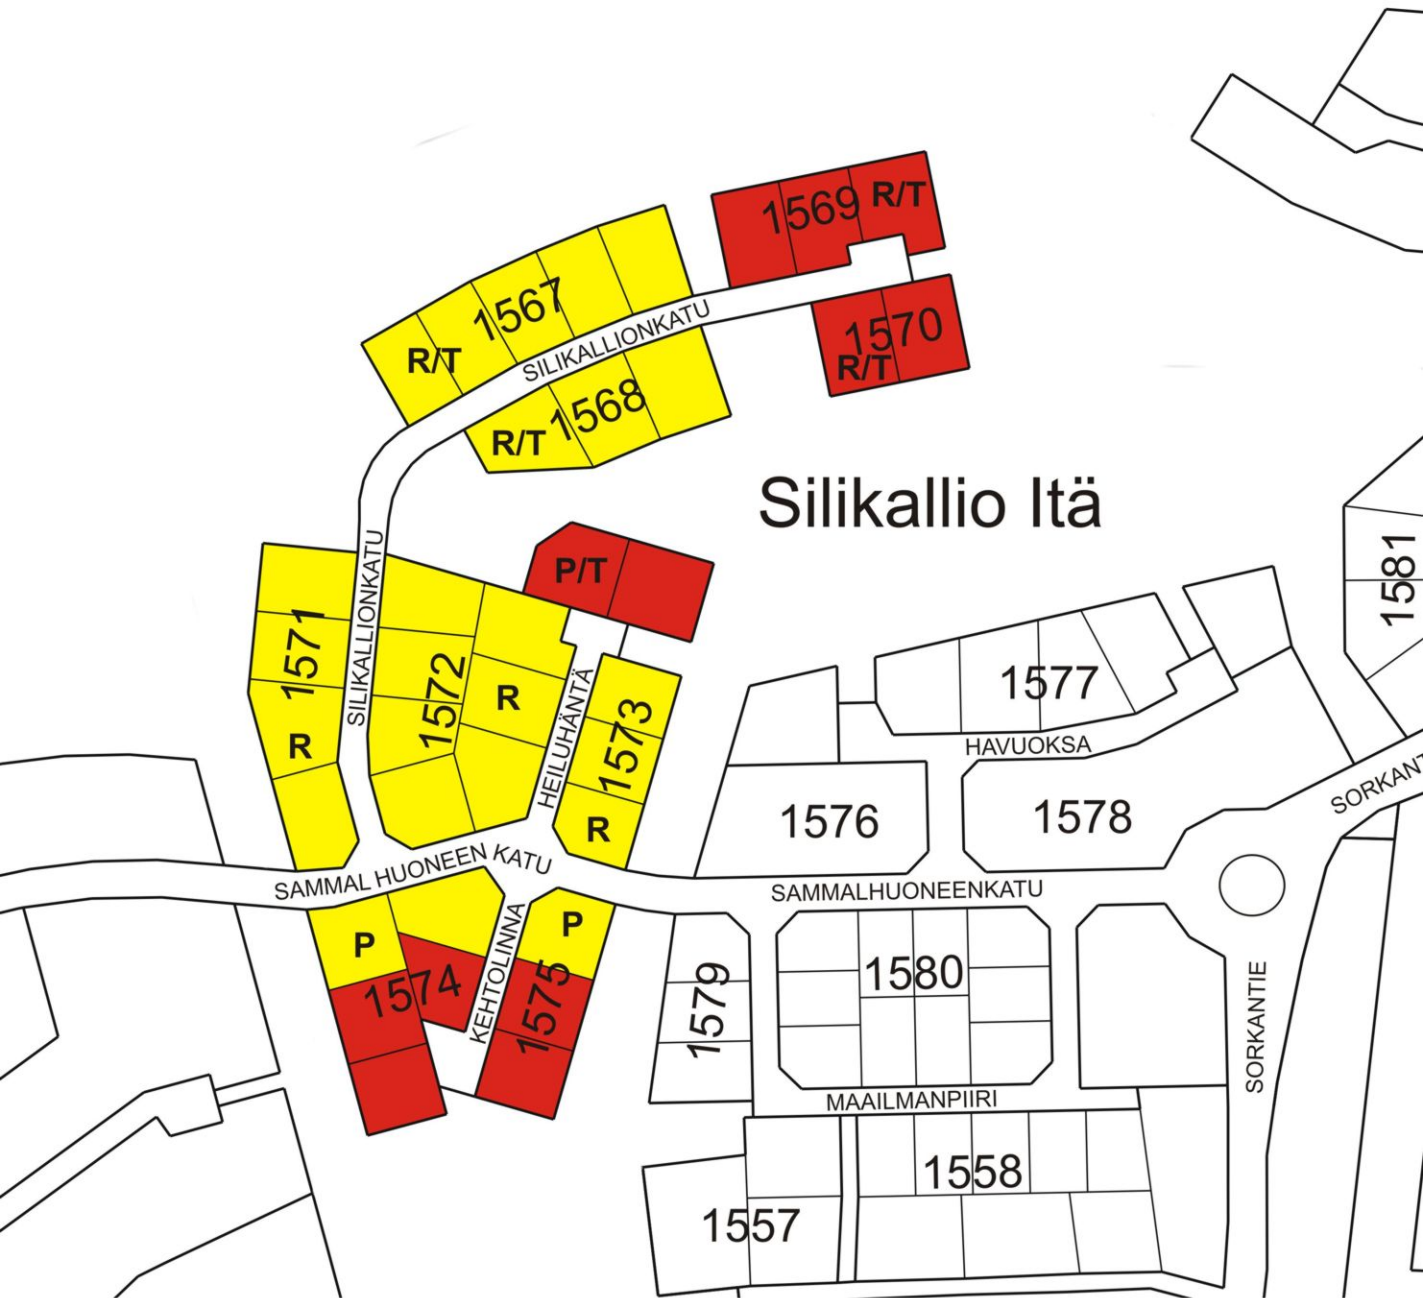 1569 R/T
1567
SILIKALLIONKATU
1570
R/T
R/T
1568
R/T
Silikallio Itä
P/T
1581
SILIKALLIONKATU
1571
R
1572
R
HEILUHÄNTÄ
1573
R
1577
HAVUOKSA
1576
1578
SORKANT
SAMMAL HUONEEN KATU
SAMMALHUONEENKATU
P
1574
KEHTOLINNA
P
1575
1579
1580
SORKANTIE
MAAILMANPIIRI
1558
1557